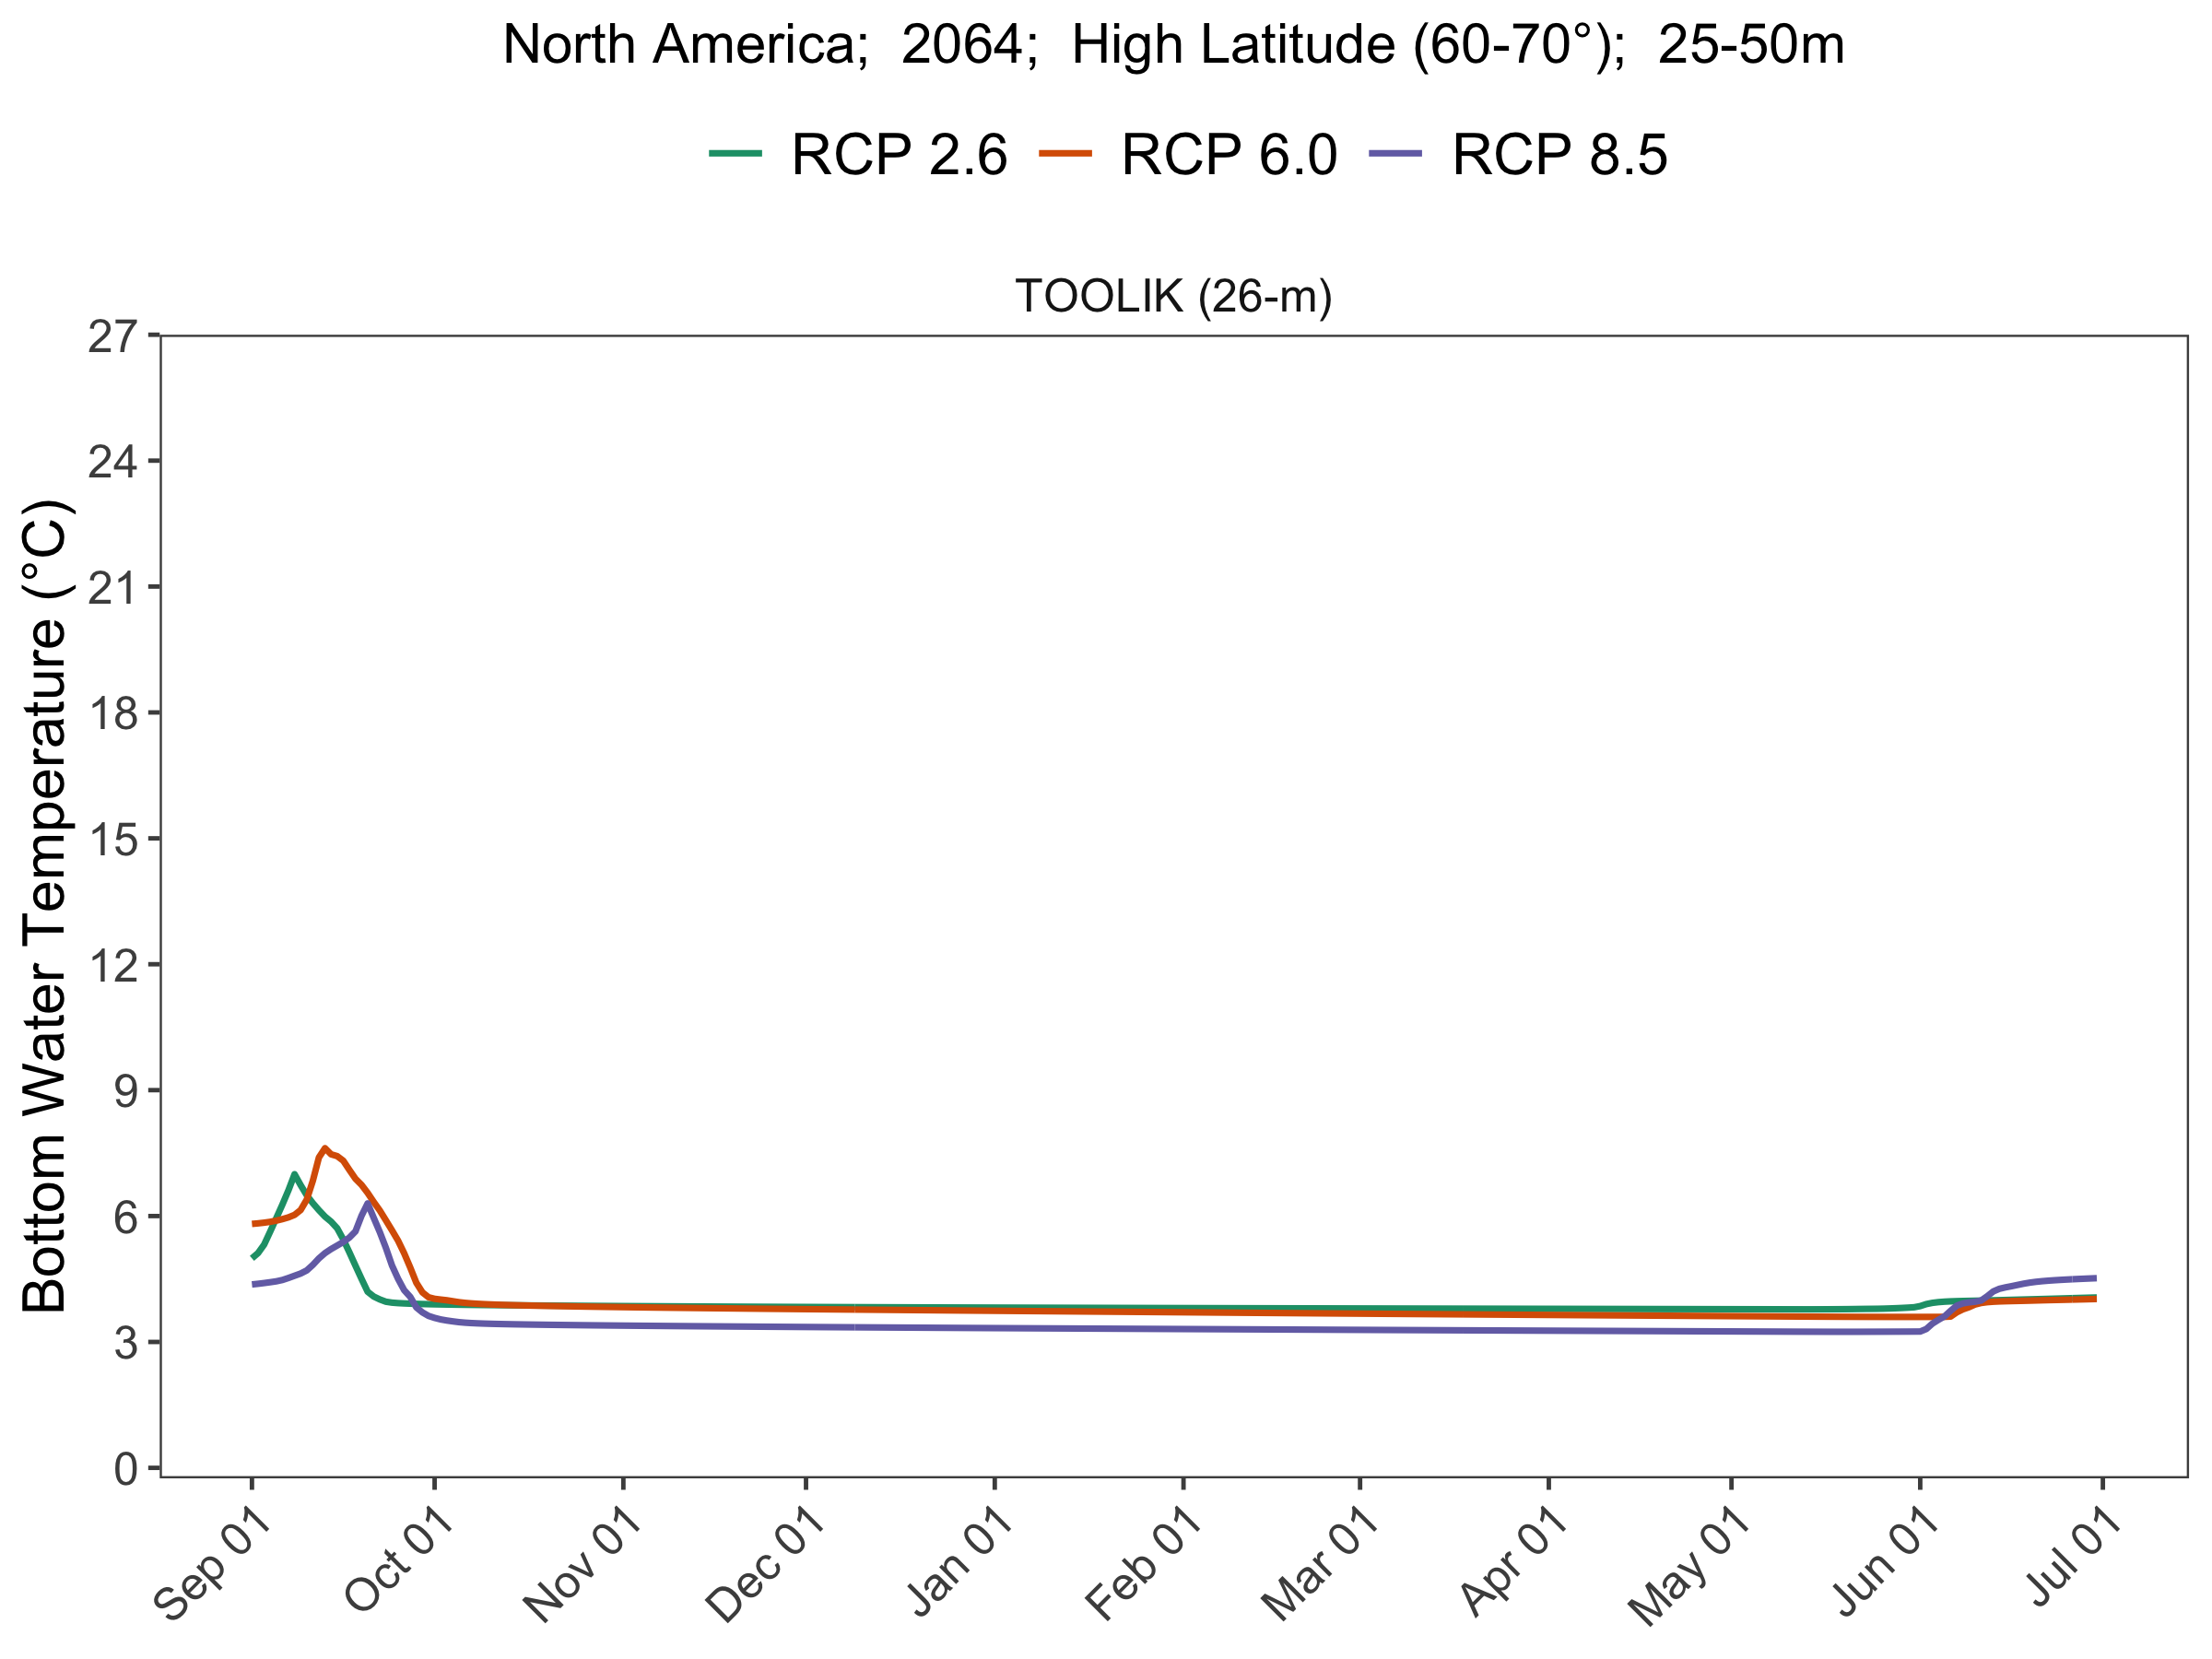 North America;  2064;  High Latitude (60-70°);  25-50m
RCP 2.6 RCP 6.0 RCP 8.5
TOOLIK (26-m)
Bottom Water Temperature (°C)
27
24
21
18
15
12
9
6
3
0
Sep 01 Oct 01 Nov 01 Dec 01 Jan 01 Feb 01 Mar 01 Apr 01 May 01 Jun 01 Jul 01